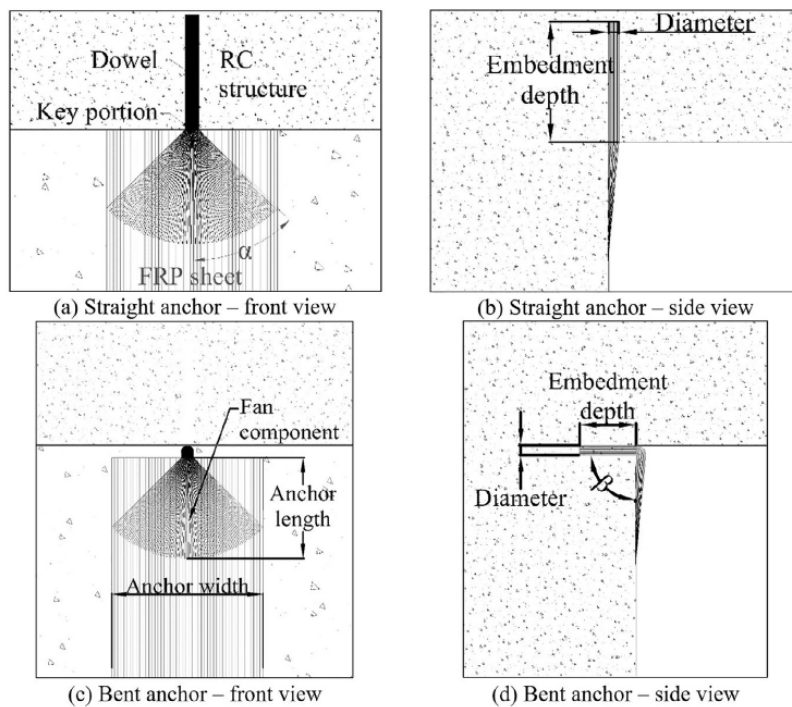 Dowel
RC
structure
Key portion
α
FRP sheet
(a) Straight anchor – front view
Diameter
Embedment
depth
(b) Straight anchor – side view
Fan
component
Anchor
length
Anchor width
(c) Bent anchor – front view
Embedment
depth
Diameter
β
(d) Bent anchor – side view